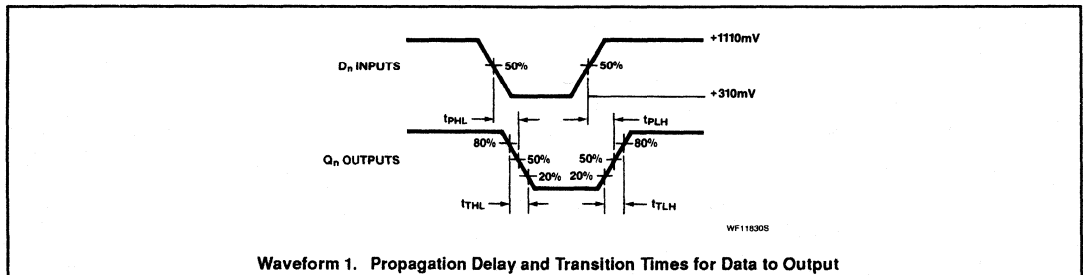 +1110mV
Dn INPUTS
50%
50%
+310mV
tPHL
tPLH
80%
80%
Qn OUTPUTS
50%
50%
20%
20%
tTHL
tTLH
WF11830S
Waveform 1. Propagation Delay and Transition Times for Data to Output